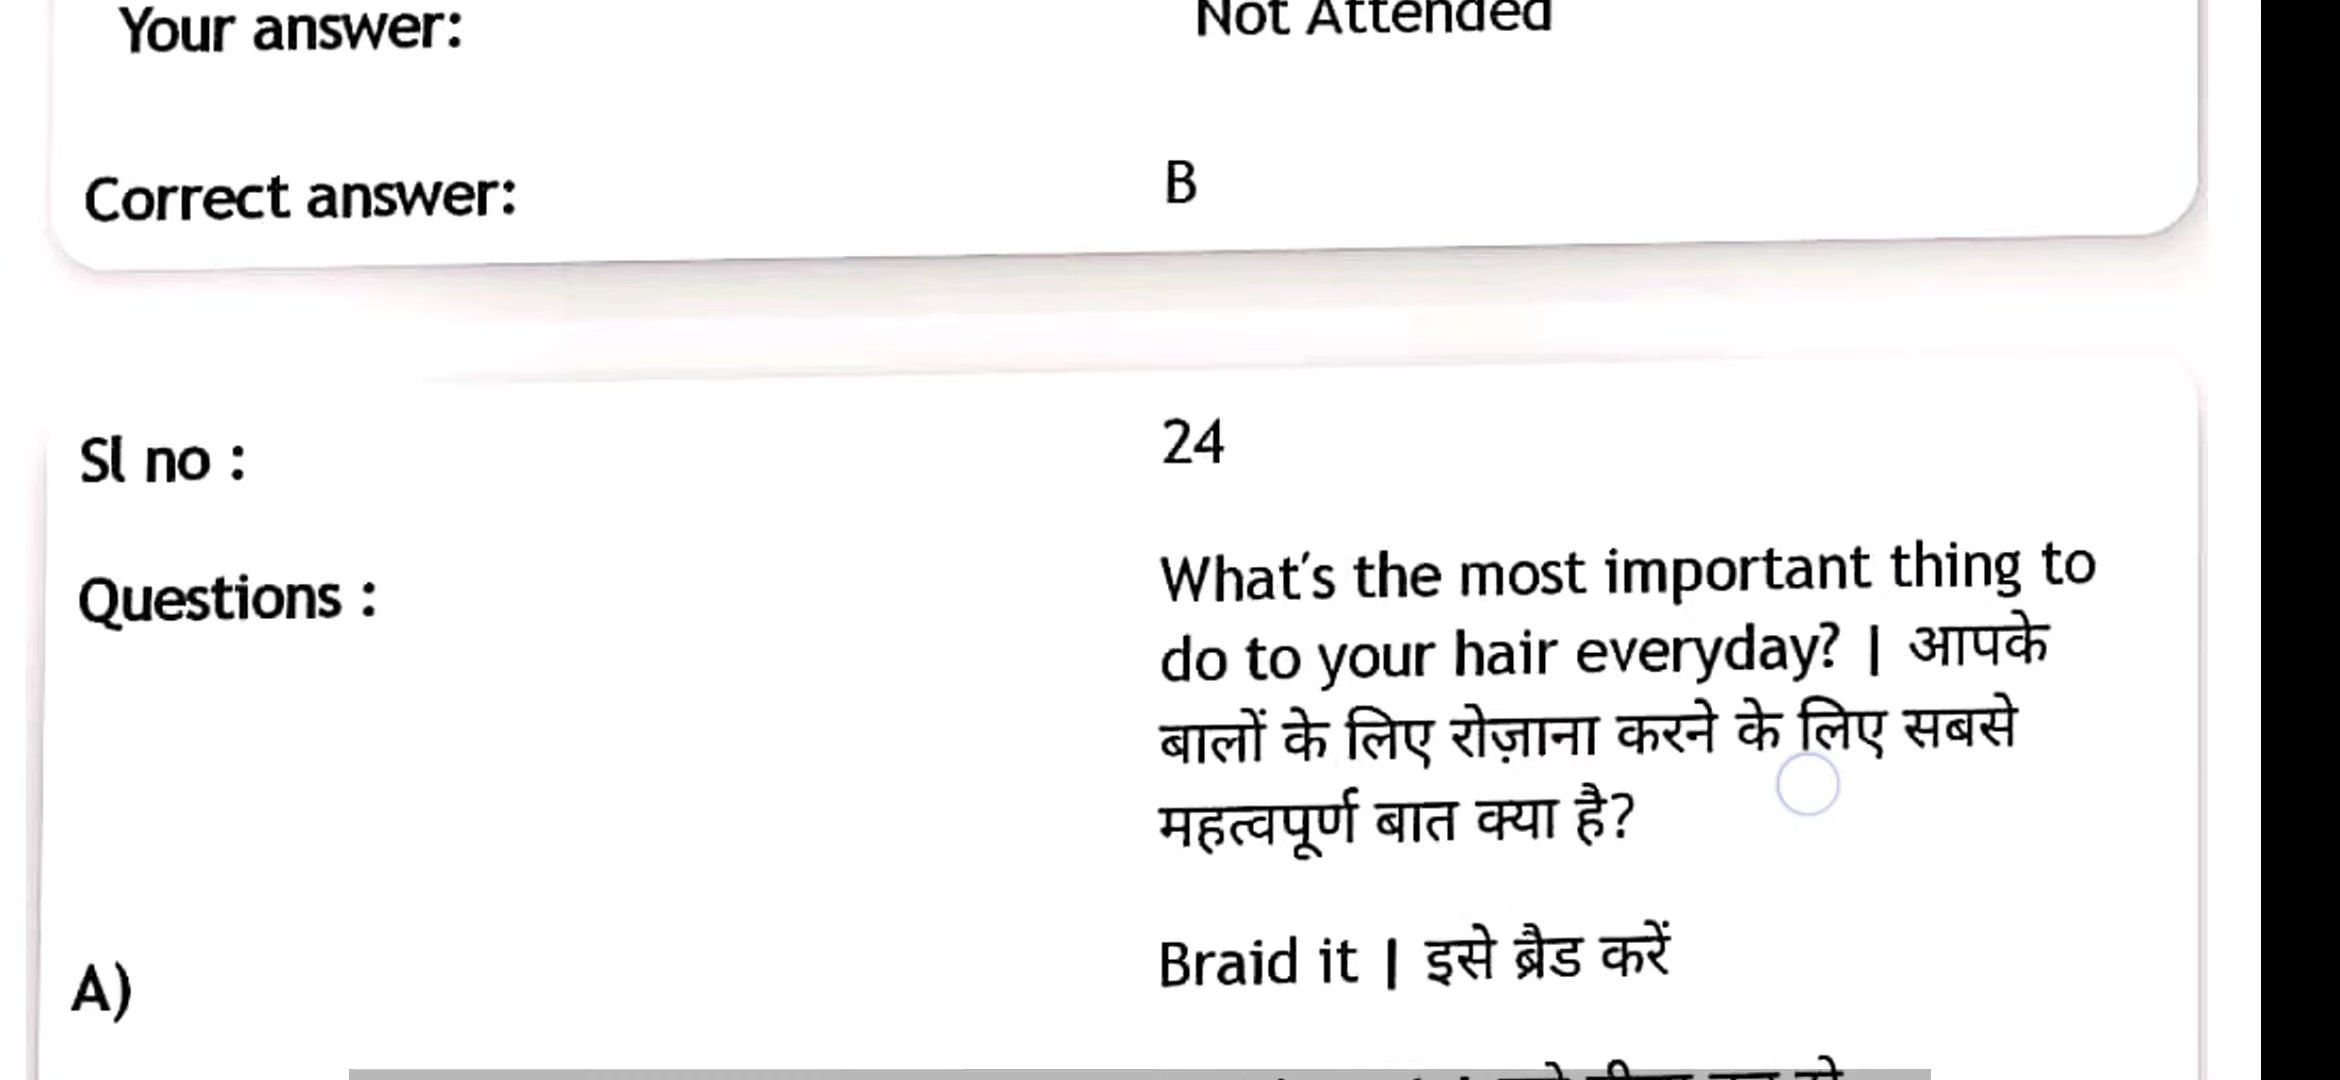 Your answer: Not Attended
Correct answer: B
Sl no : 24
Questions : What's the most important thing to
do to your hair everyday? | आपके
बालों के लिए रोज़ाना करने के लिए सबसे
महत्वपूर्ण बात क्या है?
A) Braid it | इसे ब्रैड करें